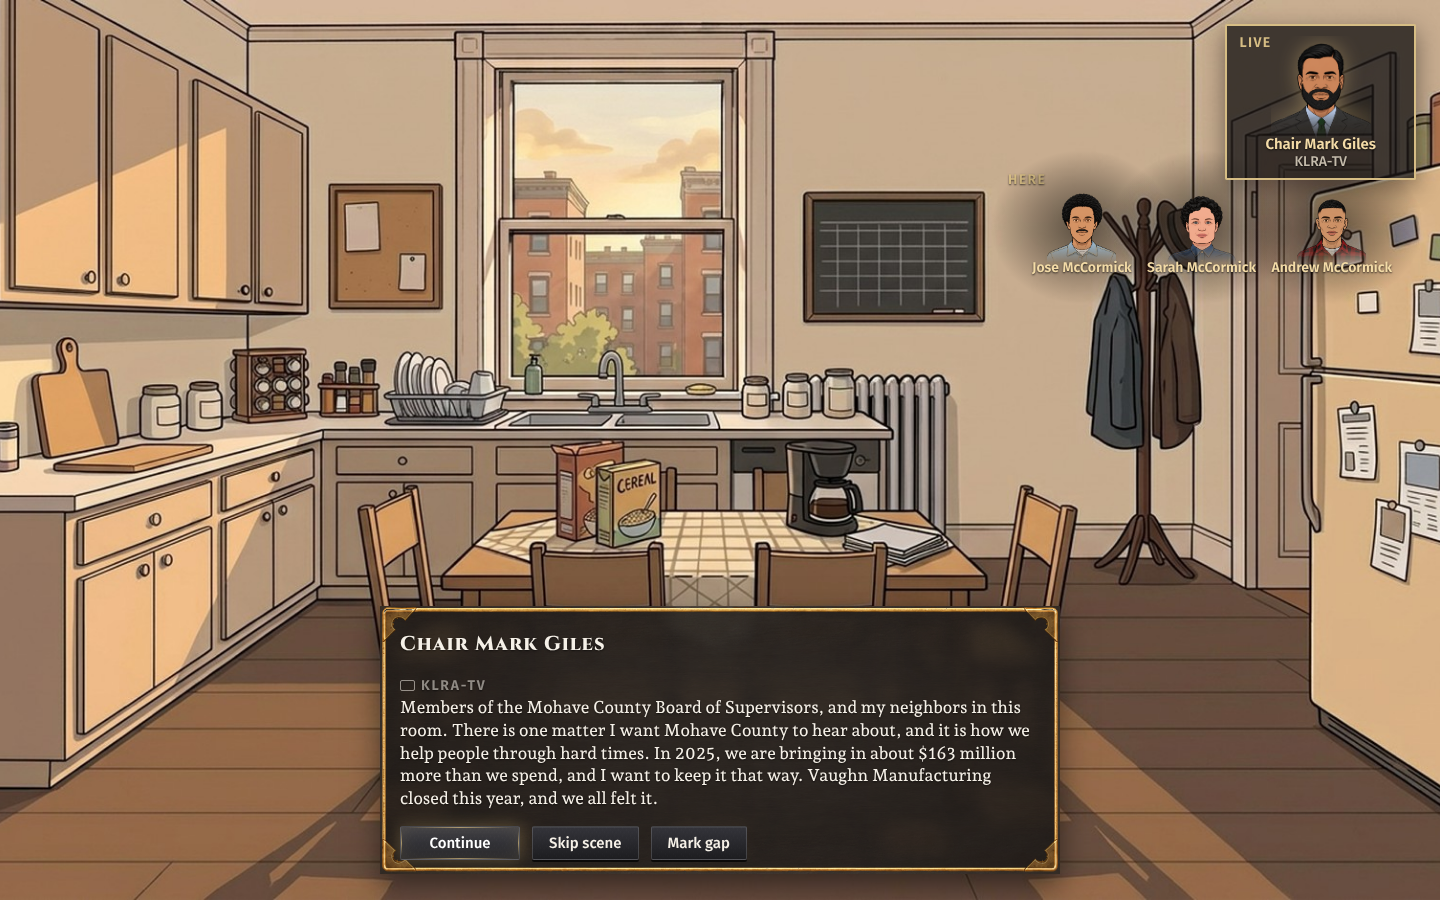 LIVE
Chair Mark Giles
KLRA-TV
HERE
Jose McCormick
Sarah McCormick
Andrew McCormick
CEREAL
CHAIR MARK GILES
KLRA-TV
Members of the Mohave County Board of Supervisors, and my neighbors in this
room. There is one matter I want Mohave County to hear about, and it is how we
help people through hard times. In 2025, we are bringing in about $163 million
more than we spend, and I want to keep it that way. Vaughn Manufacturing
closed this year, and we all felt it.
Continue
Skip scene
Mark gap